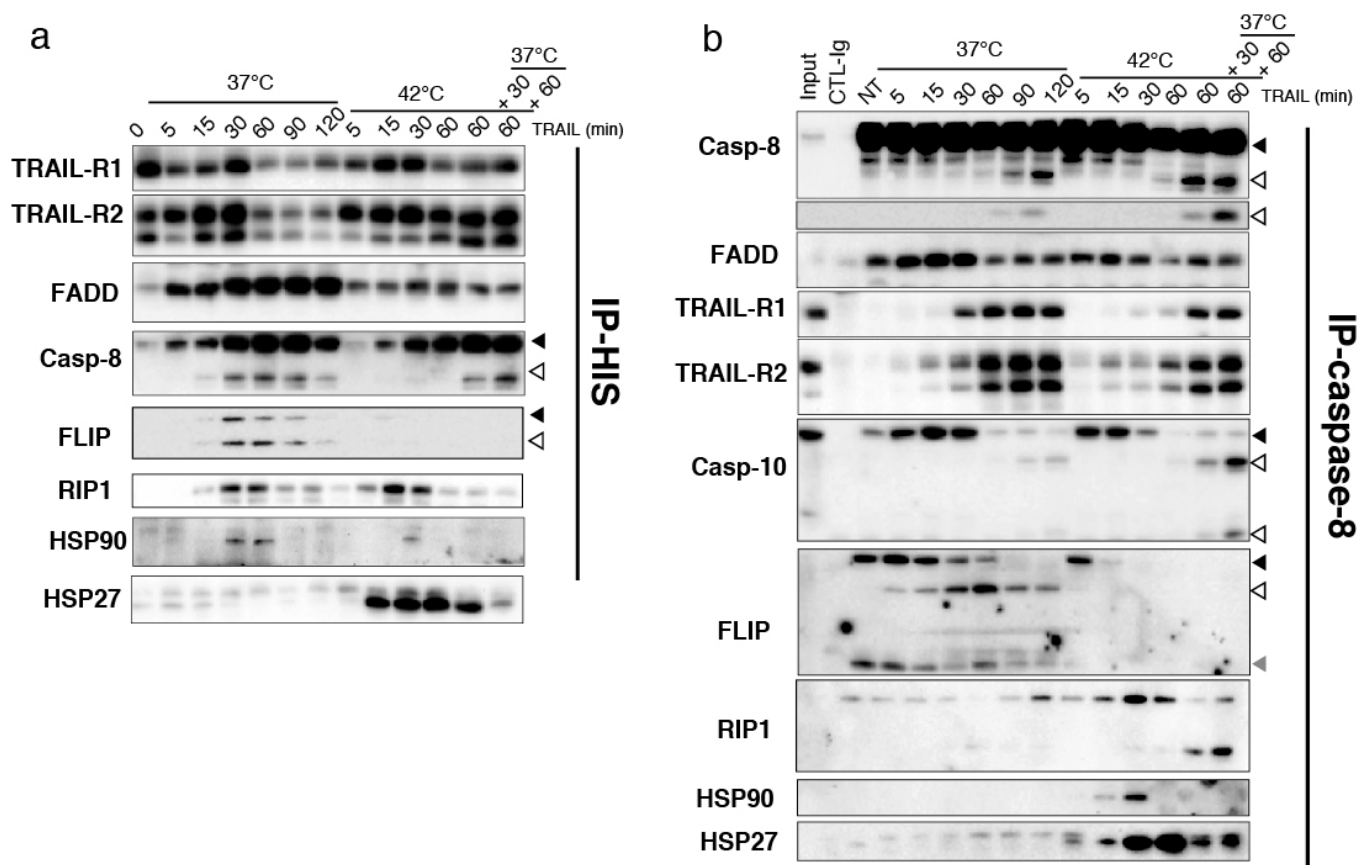 a
37°C
37°C
42°C
+ 30
+ 60
0 5 15 30 60 90 120 5 15 30 60 60 60 TRAIL (min)
TRAIL-R1
TRAIL-R2
FADD
Casp-8
FLIP
RIP1
HSP90
HSP27
IP-HIS
b
37°C
37°C
42°C
+ 30
+ 60
Input CTL-Ig NT 5 15 30 60 90 120 5 15 30 60 60 60 TRAIL (min)
Casp-8
FADD
TRAIL-R1
TRAIL-R2
Casp-10
FLIP
RIP1
HSP90
HSP27
IP-caspase-8